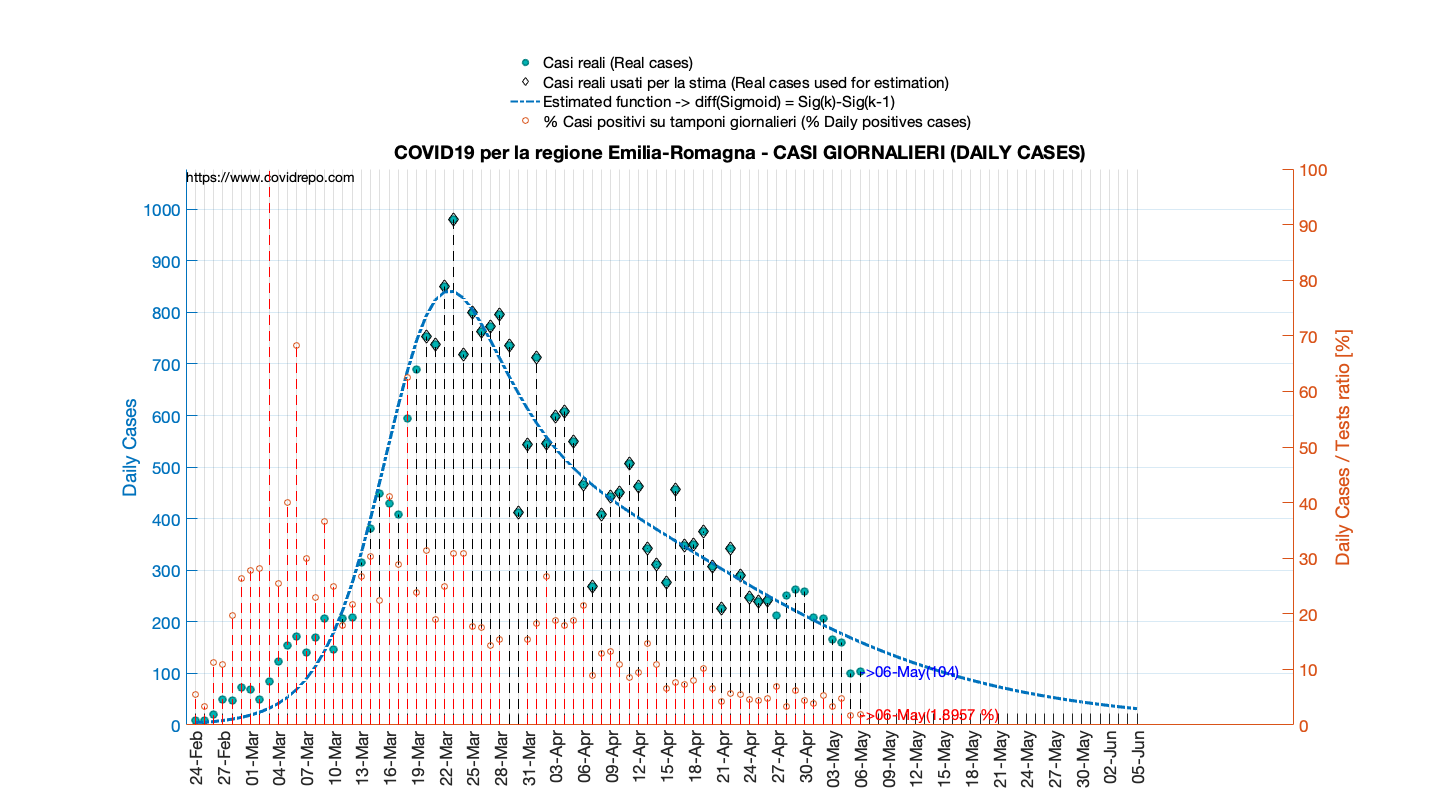 Casi reali (Real cases)
Casi reali usati per la stima (Real cases used for estimation)
Estimated function -> diff(Sigmoid) = Sig(k)-Sig(k-1)
% Casi positivi su tamponi giornalieri (% Daily positives cases)
COVID19 per la regione Emilia-Romagna - CASI GIORNALIERI (DAILY CASES)
https://www.covidrepo.com
Daily Cases
1000
900
800
700
600
500
400
300
200
100
0
100
90
80
70
60
50
40
30
20
10
0
Daily Cases / Tests ratio [%]
->06-May(104)
->06-May(1.8957 %)
24-Feb
27-Feb
01-Mar
04-Mar
07-Mar
10-Mar
13-Mar
16-Mar
19-Mar
22-Mar
25-Mar
28-Mar
31-Mar
03-Apr
06-Apr
09-Apr
12-Apr
15-Apr
18-Apr
21-Apr
24-Apr
27-Apr
30-Apr
03-May
06-May
09-May
12-May
15-May
18-May
21-May
24-May
27-May
30-May
02-Jun
05-Jun